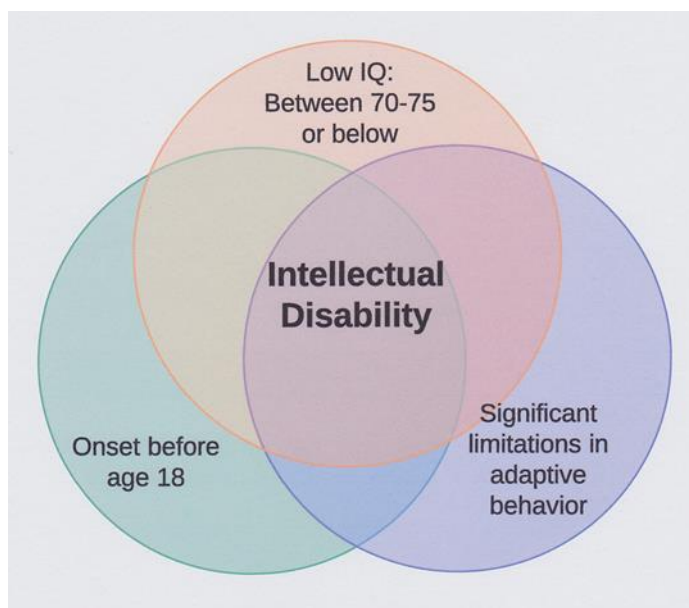 Low IQ:
Between 70-75
or below
Intellectual
Disability
Onset before
age 18
Significant
limitations in
adaptive
behavior